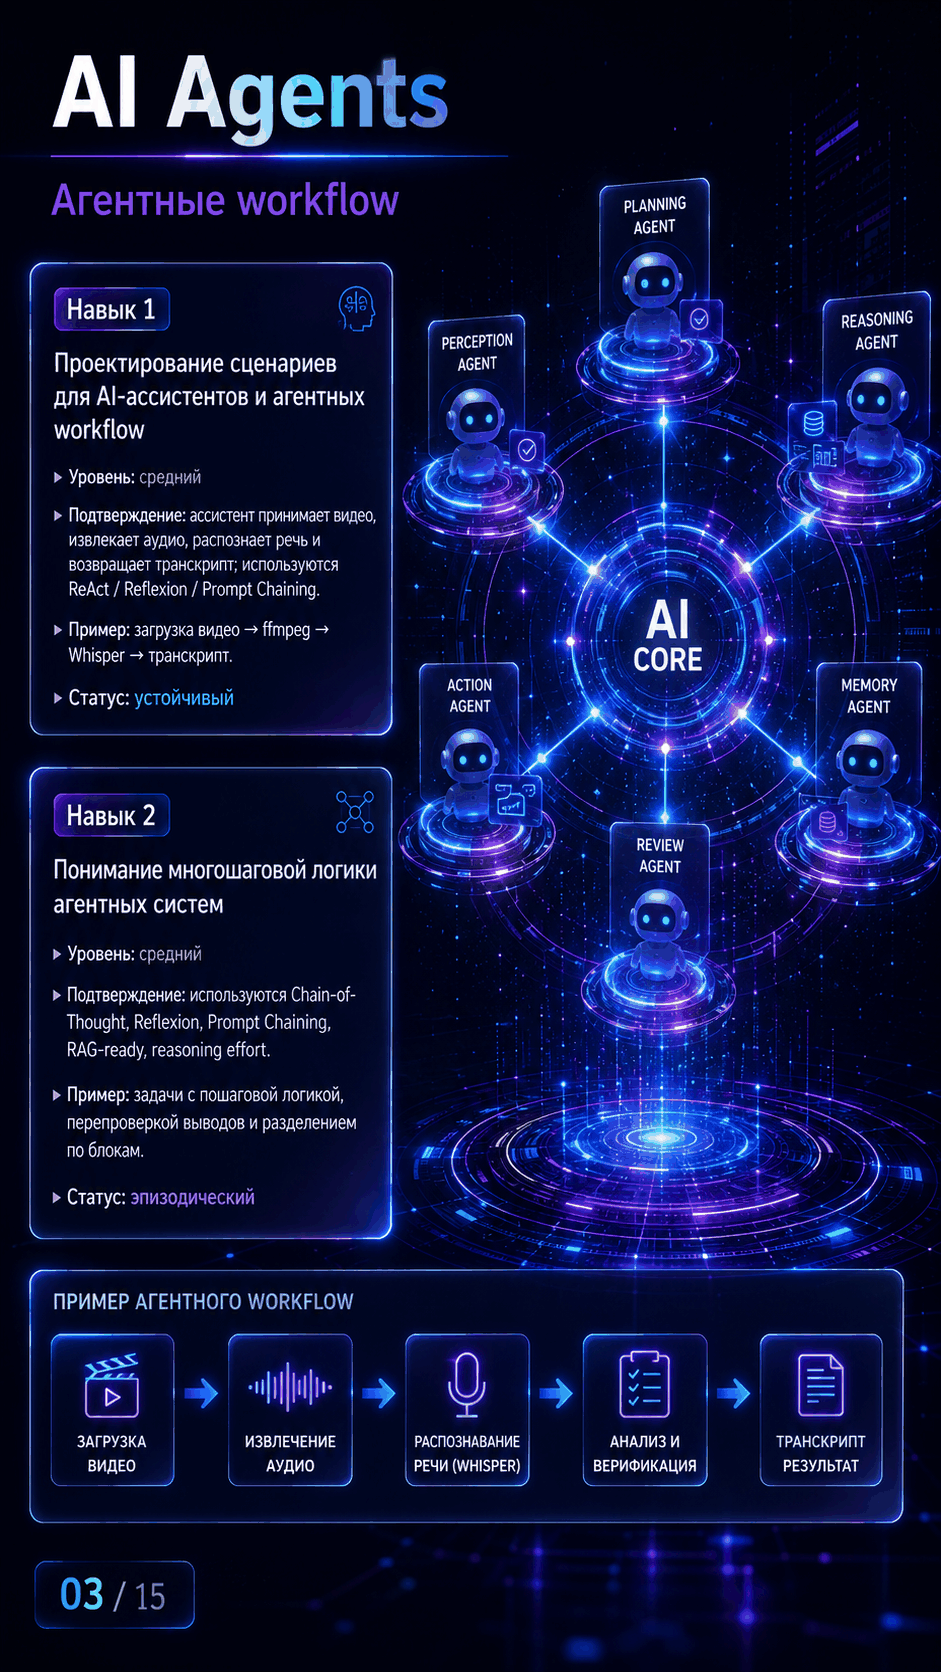 AI Agents
Агентные workflow
Навык 1
Проектирование сценариев
для AI-ассистентов и агентных
workflow
Уровень: средний
Подтверждение: ассистент принимает видео,
извлекает аудио, распознает речь и
возвращает транскрипт; используются
ReAct / Reflexion / Prompt Chaining.
Пример: загрузка видео → ffmpeg →
Whisper → транскрипт.
Статус: устойчивый
Навык 2
Понимание многошаговой логики
агентных систем
Уровень: средний
Подтверждение: используются Chain-of-
Thought, Reflexion, Prompt Chaining,
RAG-ready, reasoning effort.
Пример: задачи с пошаговой логикой,
перепроверкой выводов и разделением
по блокам.
Статус: эпизодический
PLANNING
AGENT
PERCEPTION
AGENT
REASONING
AGENT
AI
CORE
ACTION
AGENT
MEMORY
AGENT
REVIEW
AGENT
ПРИМЕР АГЕНТНОГО WORKFLOW
ЗАГРУЗКА
ВИДЕО
ИЗВЛЕЧЕНИЕ
АУДИО
РАСПОЗНАВАНИЕ
РЕЧИ (WHISPER)
АНАЛИЗ И
ВЕРИФИКАЦИЯ
ТРАНСКРИПТ
РЕЗУЛЬТАТ
03 / 15